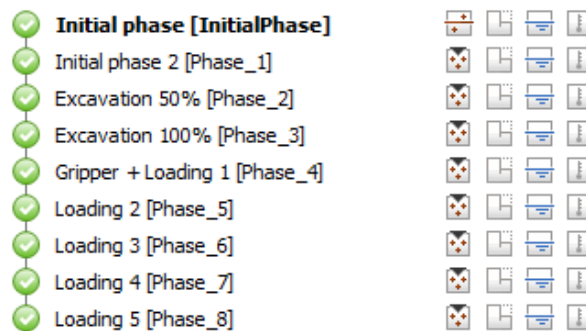 Initial phase [InitialPhase]
Initial phase 2 [Phase_1]
Excavation 50% [Phase_2]
Excavation 100% [Phase_3]
Gripper + Loading 1 [Phase_4]
Loading 2 [Phase_5]
Loading 3 [Phase_6]
Loading 4 [Phase_7]
Loading 5 [Phase_8]